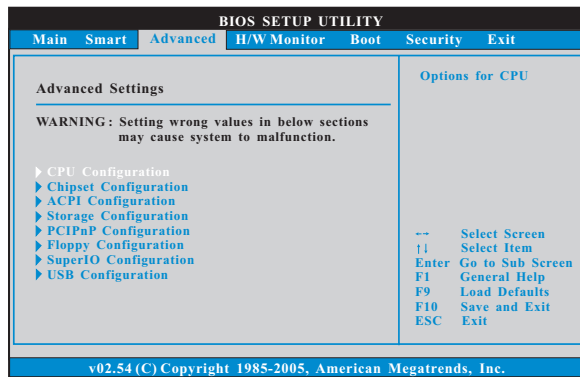 BIOS SETUP UTILITY
Main Smart Advanced H/W Monitor Boot Security Exit
Advanced Settings
WARNING : Setting wrong values in below sections
may cause system to malfunction.
CPU Configuration
Chipset Configuration
ACPI Configuration
Storage Configuration
PCIPnP Configuration
Floppy Configuration
SuperIO Configuration
USB Configuration
Options for CPU
←→ Select Screen
↑↓ Select Item
Enter Go to Sub Screen
F1 General Help
F9 Load Defaults
F10 Save and Exit
ESC Exit
v02.54 (C) Copyright 1985-2005, American Megatrends, Inc.